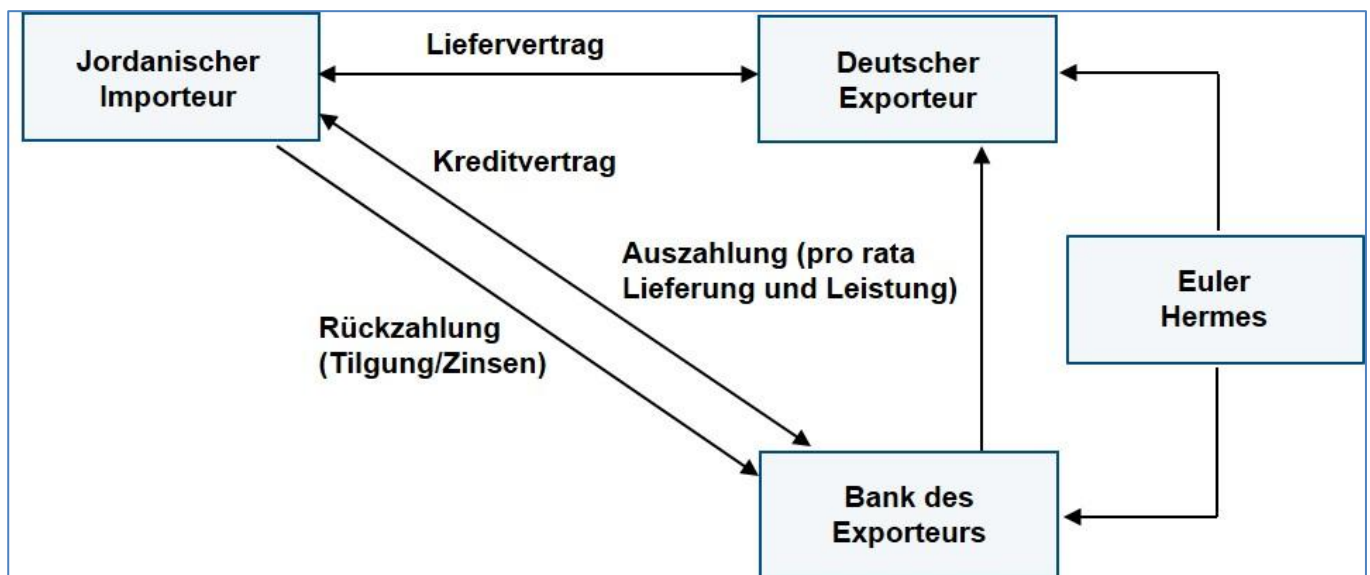 Jordanischer
Importeur
Liefervertrag
Deutscher
Exporteur
Kreditvertrag
Auszahlung (pro rata
Lieferung und Leistung)
Euler
Hermes
Rückzahlung
(Tilgung/Zinsen)
Bank des
Exporteurs